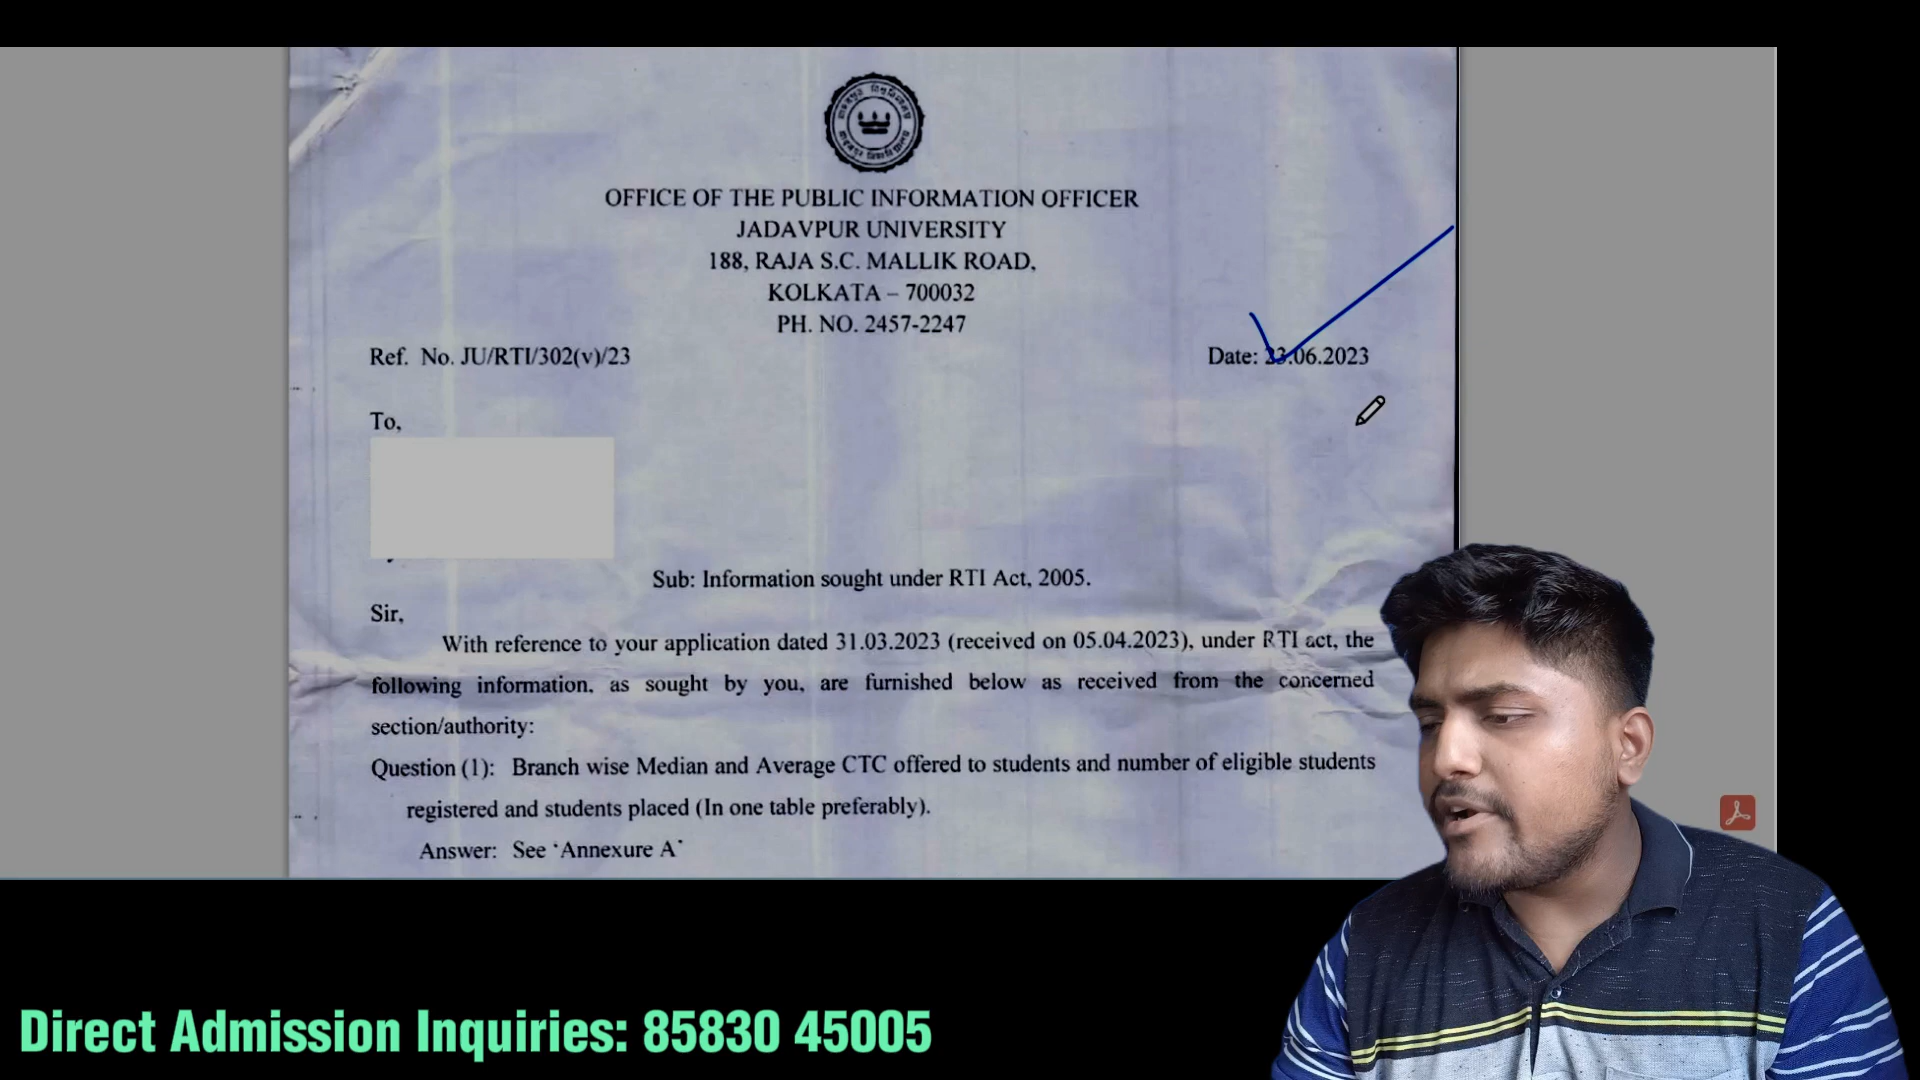 OFFICE OF THE PUBLIC INFORMATION OFFICER
JADAVPUR UNIVERSITY
188, RAJA S.C. MALLIK ROAD,
KOLKATA – 700032
PH. NO. 2457-2247
Ref. No. JU/RTI/302(v)/23
Date: 23.06.2023
To,
Sub: Information sought under RTI Act, 2005.
Sir,
With reference to your application dated 31.03.2023 (received on 05.04.2023), under RTI act, the
following information, as sought by you, are furnished below as received from the concerned
section/authority:
Question (1): Branch wise Median and Average CTC offered to students and number of eligible students
registered and students placed (In one table preferably).
Answer: See 'Annexure A'
Direct Admission Inquiries: 85830 45005